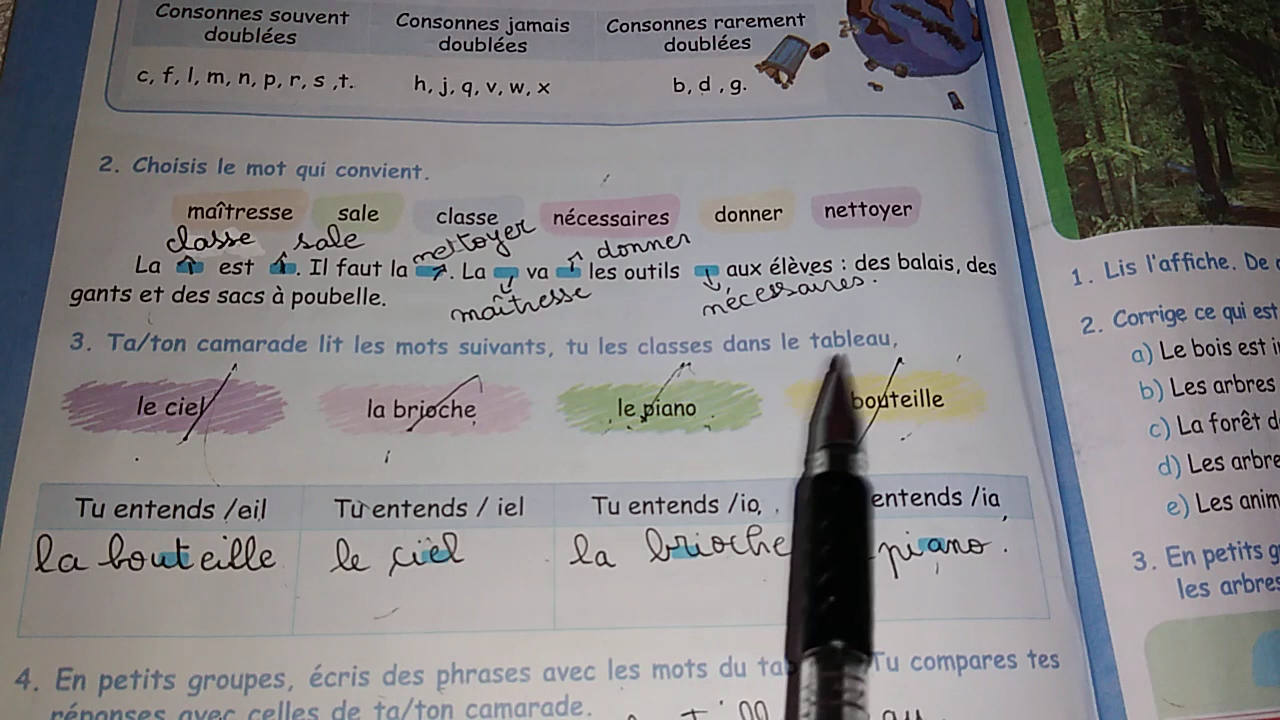 Consonnes souvent doublées
Consonnes jamais doublées
Consonnes rarement doublées
c, f, l, m, n, p, r, s ,t.
h, j, q, v, w, x
b, d , g.
2. Choisis le mot qui convient.
maîtresse sale classe nécessaires donner nettoyer
classe sale nettoyer donner
La est . Il faut la . La va les outils aux élèves : des balais, des
gants et des sacs à poubelle.
maîtresse nécessaires.
3. Ta/ton camarade lit les mots suivants, tu les classes dans le tableau,
le ciel la brioche le piano bouteille
Tu entends /eil Tu entends / iel Tu entends /io, entends /ia
la bouteille le ciel la brioche piano.
4. En petits groupes, écris des phrases avec les mots du Tu compares tes
réponses avec celles de ta/ton camarade.
1. Lis l'affiche. De
2. Corrige ce qui est
a) Le bois est
b) Les arbres
c) La forêt
d) Les arbre
e) Les anim
3. En petits
les arbres